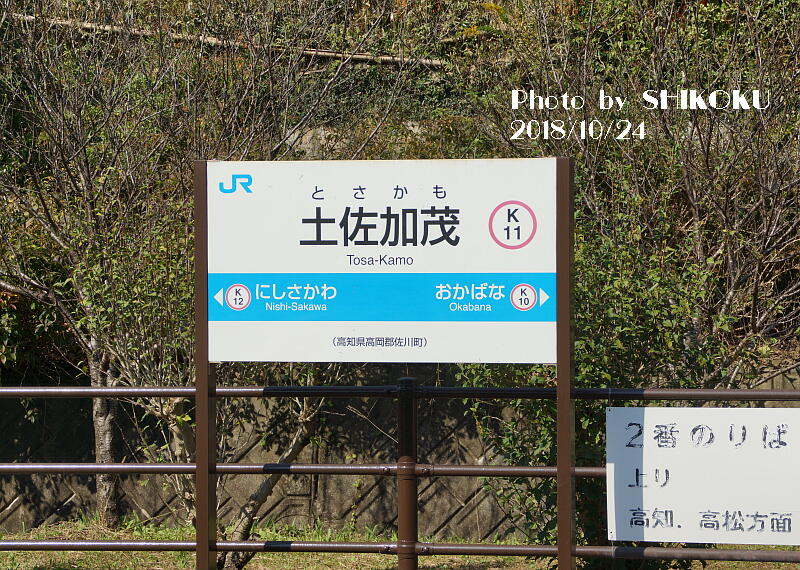 Photo by SHIKOKU
2018/10/24
JR
とさかも
土佐加茂
K
11
Tosa-Kamo
K
12
にしさかわ
Nishi-Sakawa
おかばな
Okabana
K
10
(高知県高岡郡佐川町)
2番のりば
上り
高知．高松方面